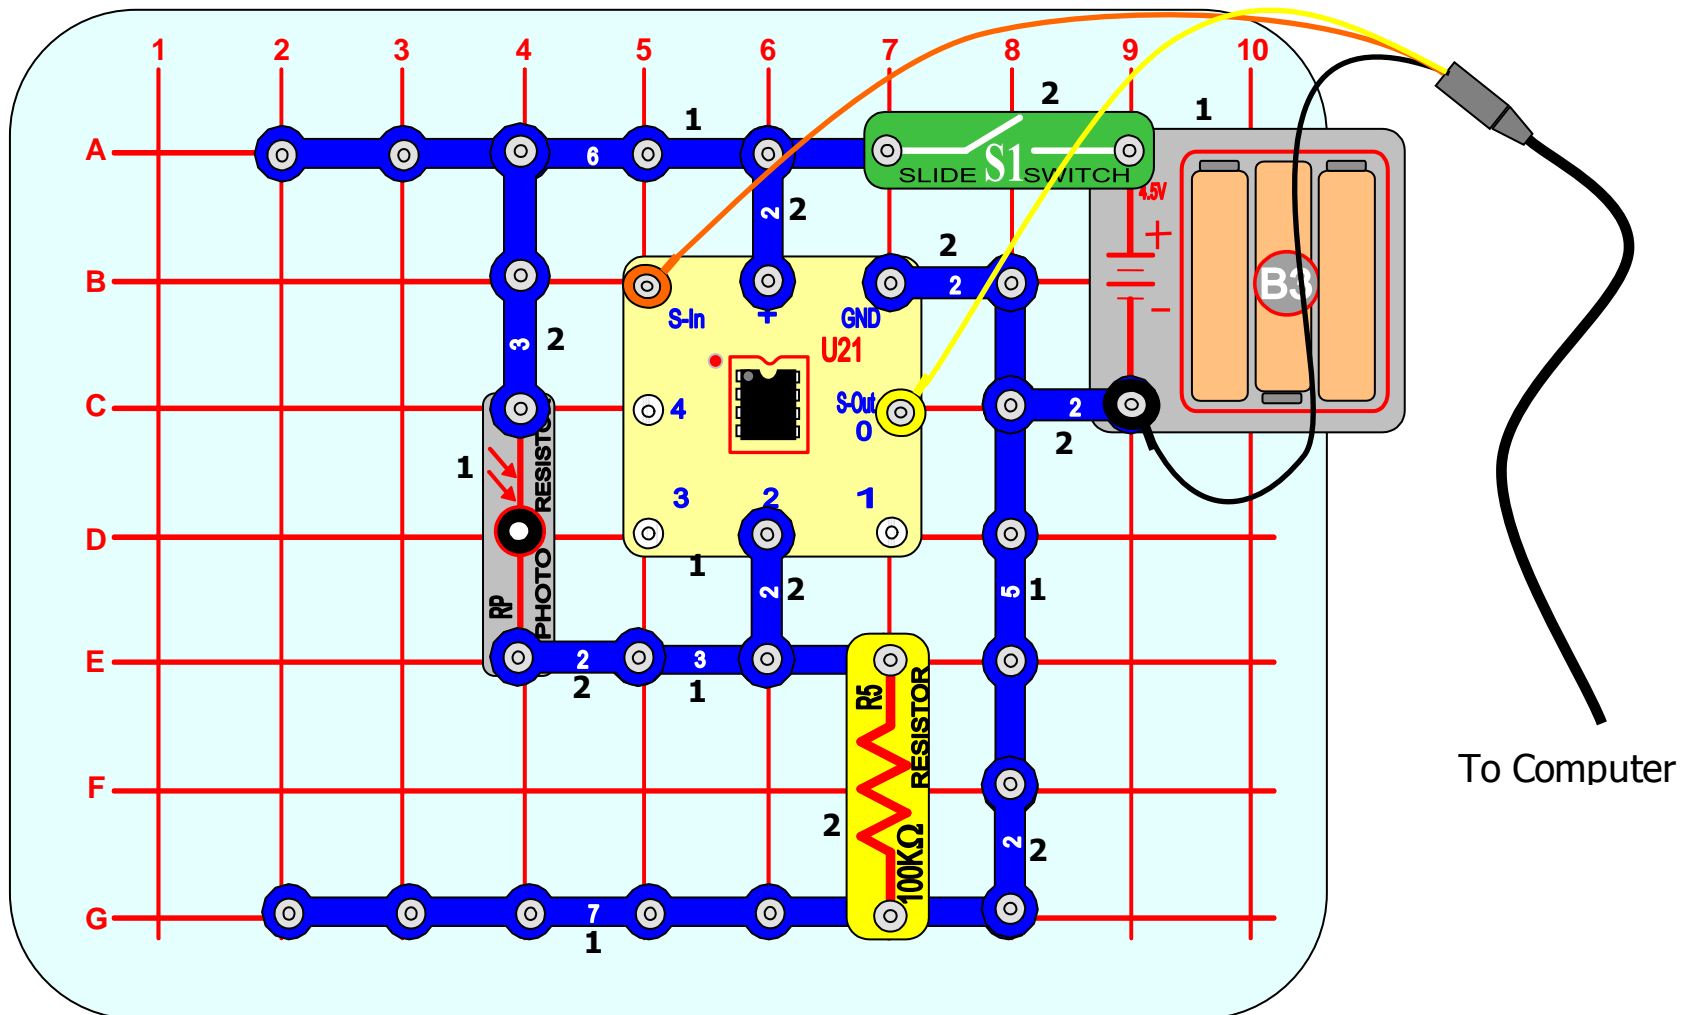 1 2 3 4 5 6 7 8 9 10
A
B
C
D
E
F
G
1
6
2
S1
SLIDE SWITCH
1
4.5V
+
−
B3
2
2
2
2
3
2
S-In
+
GND
U21
4
S-Out
0
3
2
1
1
2
2
1
PHOTO RESISTOR
RP
2
2
2
3
1
2
2
5
1
R5
RESISTOR
100KΩ
2
2
2
7
1
To Computer